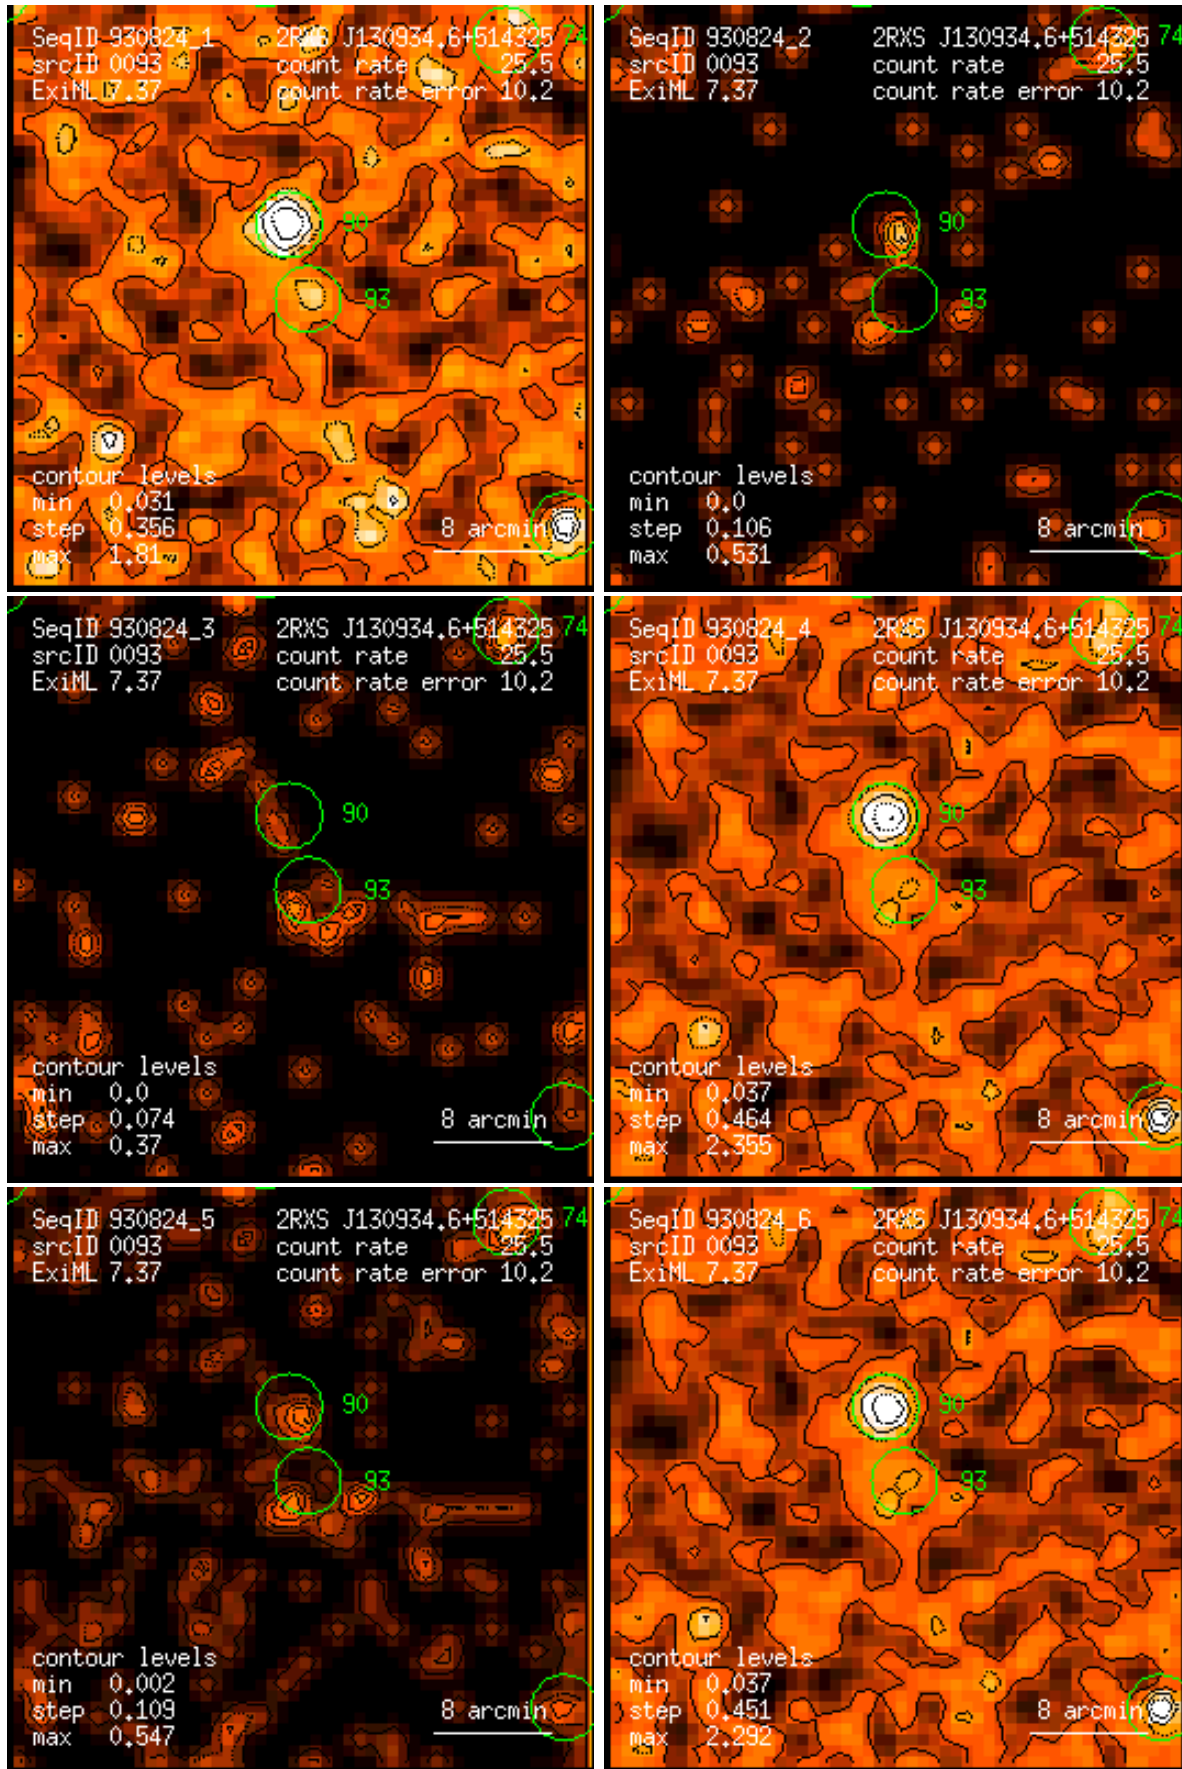 SeqID 930824_1 2RXS J130934.6+514325 74
srcID 0093 count rate 25.5
ExiML 7.37 count rate error 10.2
90
93
contour levels
min 0.031
step 0.356 8 arcmin
max 1.81
SeqID 930824_2 2RXS J130934.6+514325 74
srcID 0093 count rate 25.5
ExiML 7.37 count rate error 10.2
90
93
contour levels
min 0.0
step 0.106 8 arcmin
max 0.531
SeqID 930824_3 2RXS J130934.6+514325 74
srcID 0093 count rate 25.5
ExiML 7.37 count rate error 10.2
90
93
contour levels
min 0.0
step 0.074 8 arcmin
max 0.37
SeqID 930824_4 2RXS J130934.6+514325 74
srcID 0093 count rate 25.5
ExiML 7.37 count rate error 10.2
90
93
contour levels
min 0.037
step 0.464 8 arcmin
max 2.355
SeqID 930824_5 2RXS J130934.6+514325 74
srcID 0093 count rate 25.5
ExiML 7.37 count rate error 10.2
90
93
contour levels
min 0.002
step 0.109 8 arcmin
max 0.547
SeqID 930824_6 2RXS J130934.6+514325 74
srcID 0093 count rate 25.5
ExiML 7.37 count rate error 10.2
90
93
contour levels
min 0.037
step 0.451 8 arcmin
max 2.292